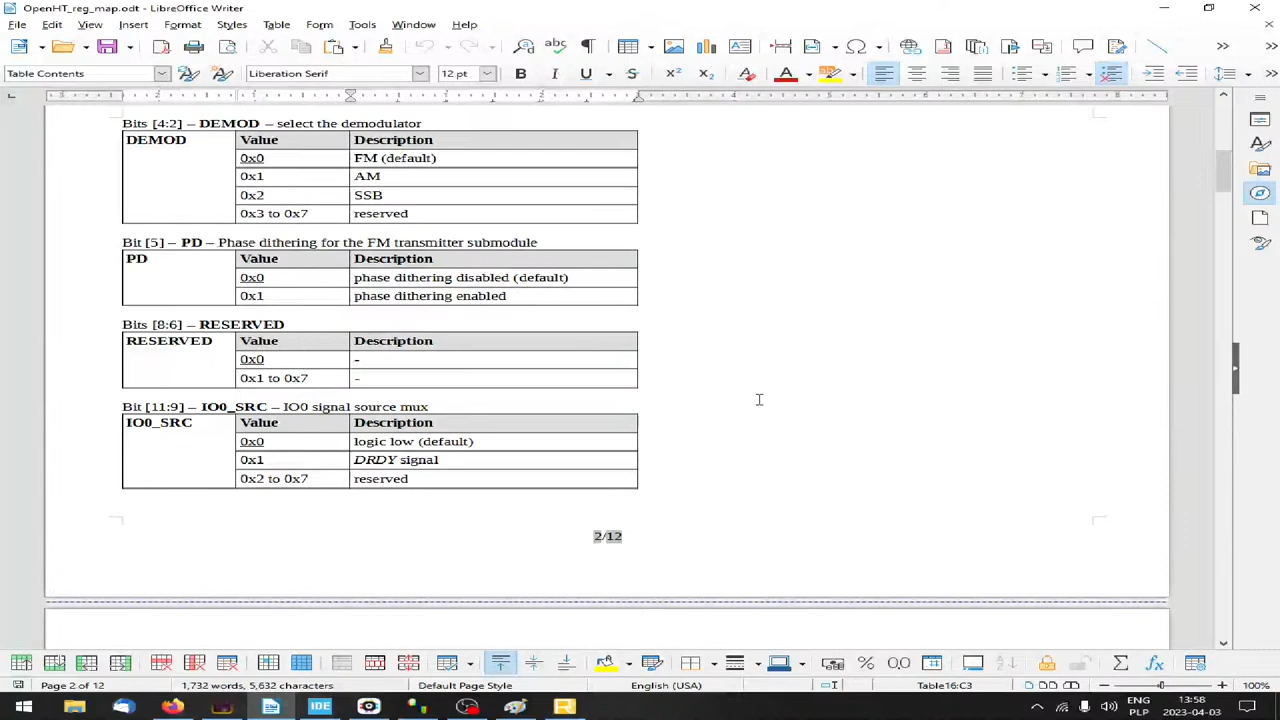 OpenHT_reg_map.odt - LibreOffice Writer
File Edit View Insert Format Styles Table Form Tools Window Help
Table Contents Liberation Serif 12 pt
Bits [4:2] – DEMOD – select the demodulator
DEMOD Value Description
0x0 FM (default)
0x1 AM
0x2 SSB
0x3 to 0x7 reserved
Bit [5] – PD – Phase dithering for the FM transmitter submodule
PD Value Description
0x0 phase dithering disabled (default)
0x1 phase dithering enabled
Bits [8:6] – RESERVED
RESERVED Value Description
0x0 -
0x1 to 0x7 -
Bit [11:9] – IO0_SRC – IO0 signal source mux
IO0_SRC Value Description
0x0 logic low (default)
0x1 DRDY signal
0x2 to 0x7 reserved
2/12
Page 2 of 12 1,732 words, 5,632 characters Default Page Style English (USA) Table16:C3 100%
IDE ENG 13:58
PLP 2023-04-03